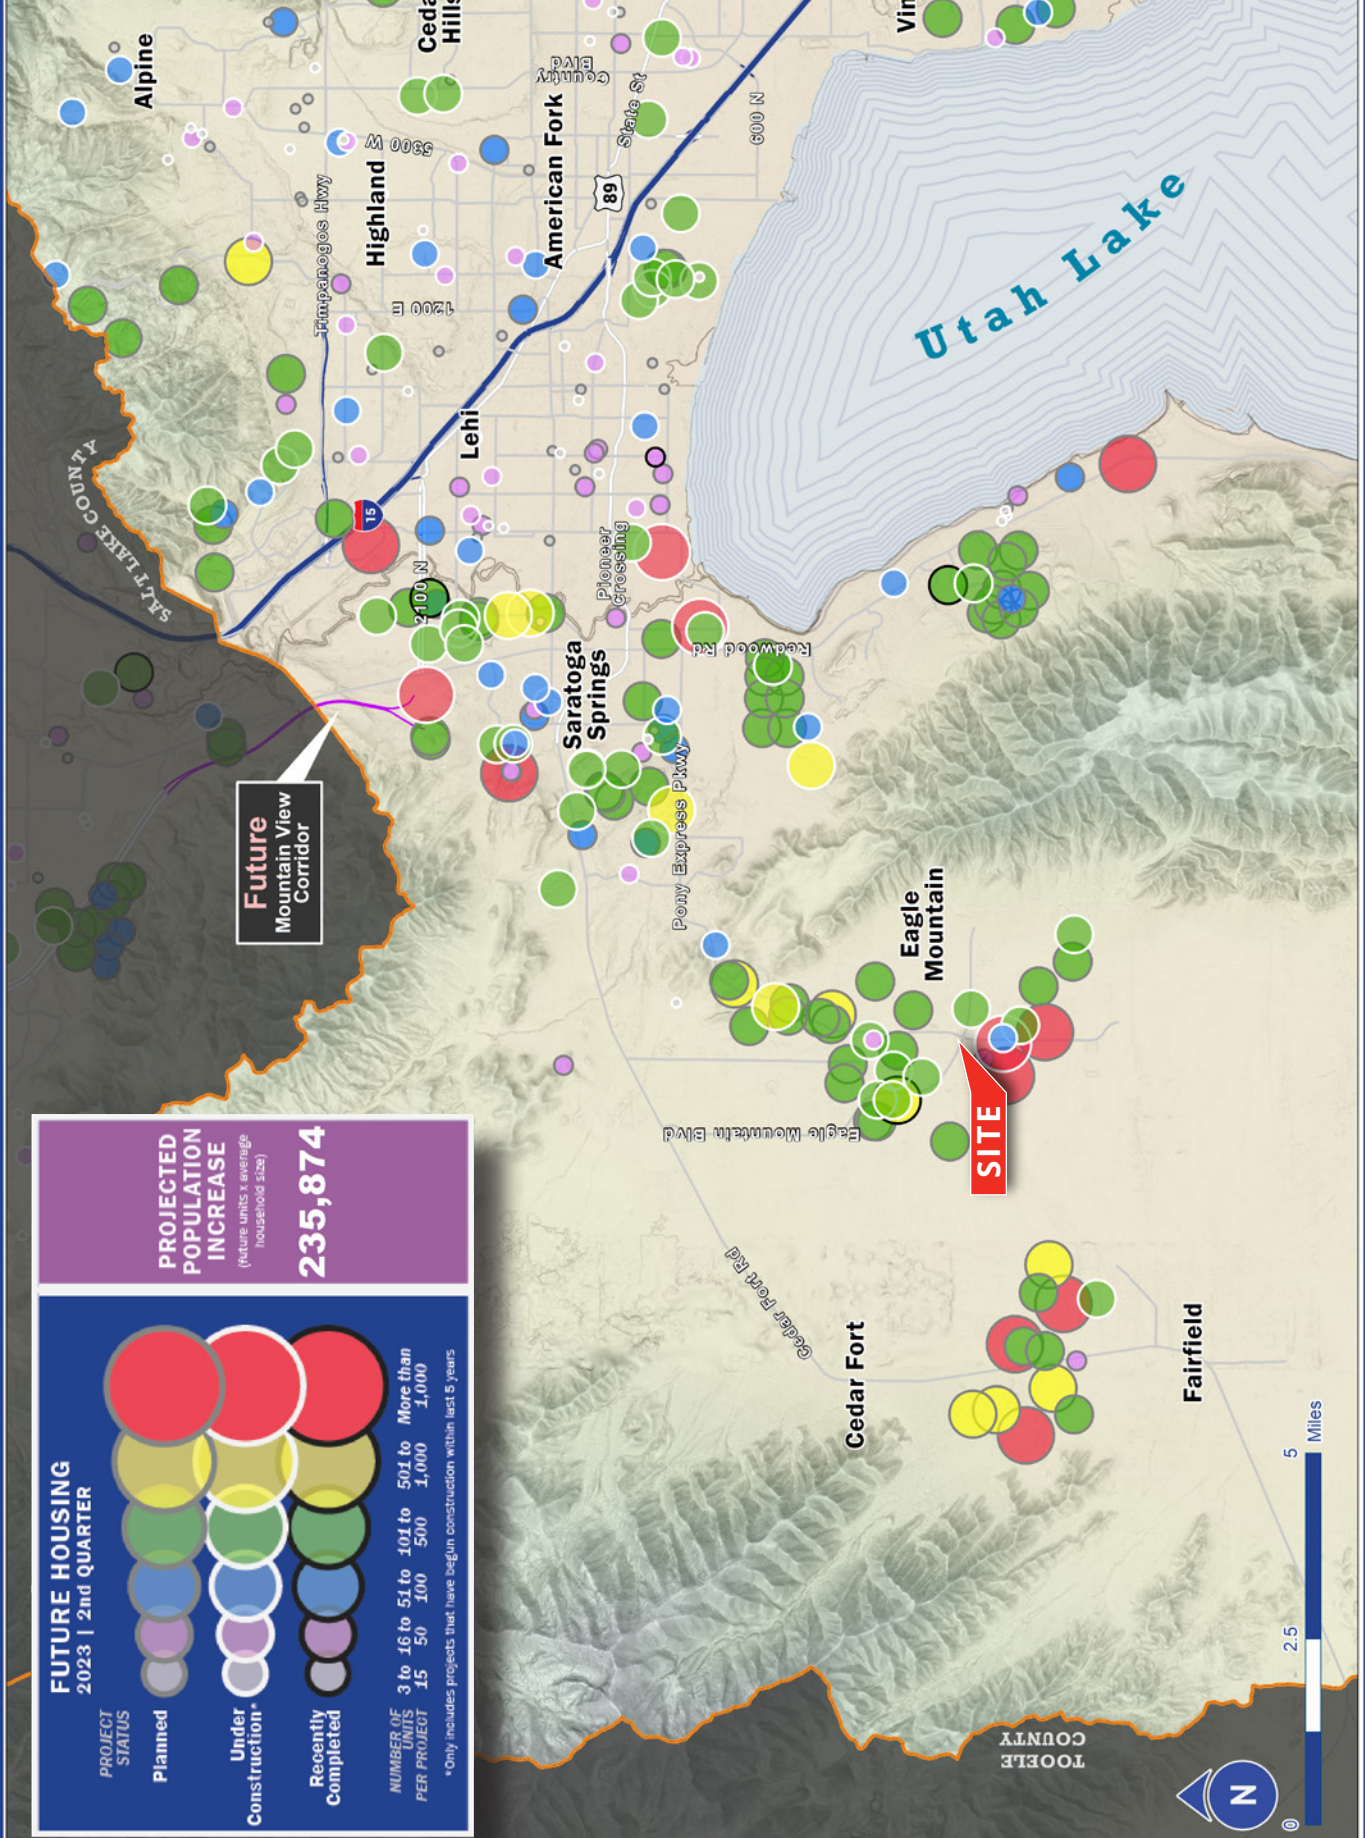 FUTURE HOUSING
2023 | 2nd QUARTER
PROJECT
STATUS
Planned
Under
Construction*
Recently
Completed
NUMBER OF
UNITS
PER PROJECT
3 to
15
16 to
50
51 to
100
101 to
500
501 to
1,000
More than
1,000
*Only includes projects that have begun construction within last 5 years
PROJECTED
POPULATION
INCREASE
(future units x average
household size)
235,874
Future
Mountain View
Corridor
SALT LAKE COUNTY
Alpine
Timpanogos Hwy
5300 W
Highland
1200 E
Ceda
Hills
American Fork
Country
Blvd
State St
89
600 N
15
Lehi
2100 N
Pioneer
Crossing
Saratoga
Springs
Redwood Rd
Pony Express Pkwy
Utah Lake
Vin
Eagle
Mountain
Eagle Mountain Blvd
SITE
Cedar Fort Rd
Cedar Fort
Fairfield
TOOELE
COUNTY
N
0
2.5
5
Miles